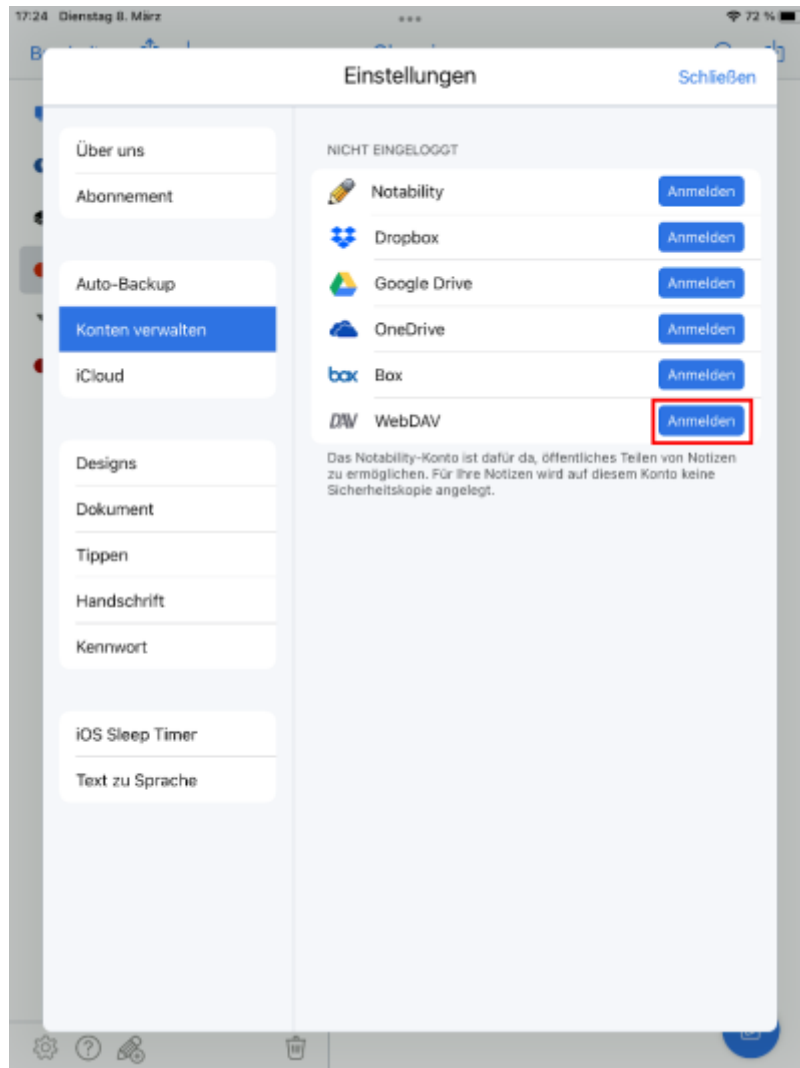 17:24 Dienstag 8. März
72 %
Einstellungen
Schließen
Über uns
Abonnement
Auto-Backup
Konten verwalten
iCloud
Designs
Dokument
Tippen
Handschrift
Kennwort
iOS Sleep Timer
Text zu Sprache
NICHT EINGELOGGT
Notability Anmelden
Dropbox Anmelden
Google Drive Anmelden
OneDrive Anmelden
box Box Anmelden
DAV WebDAV Anmelden
Das Notability-Konto ist dafür da, öffentliches Teilen von Notizen
zu ermöglichen. Für Ihre Notizen wird auf diesem Konto keine
Sicherheitskopie angelegt.